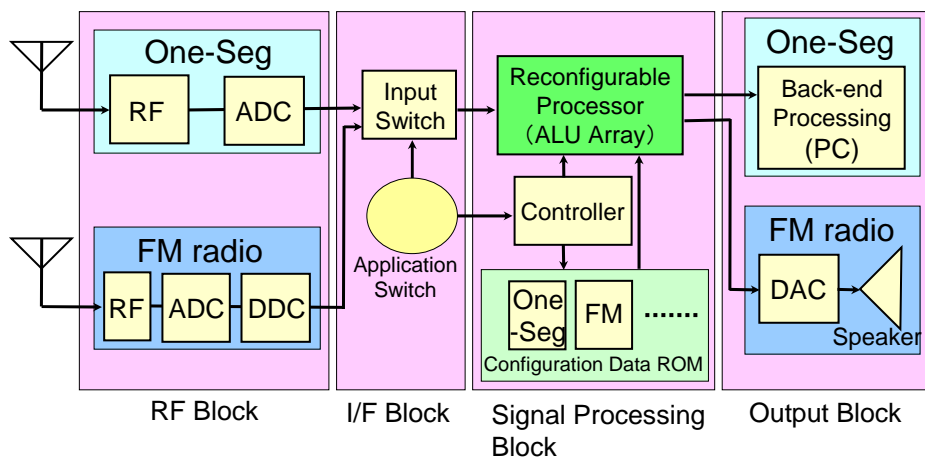 One-Seg
RF
ADC
FM radio
RF
ADC
DDC
RF Block
Input
Switch
Application
Switch
I/F Block
Reconfigurable
Processor
（ALU Array）
Controller
One
-Seg
FM
.......
Configuration Data ROM
Signal Processing
Block
One-Seg
Back-end
Processing
(PC)
FM radio
DAC
Speaker
Output Block